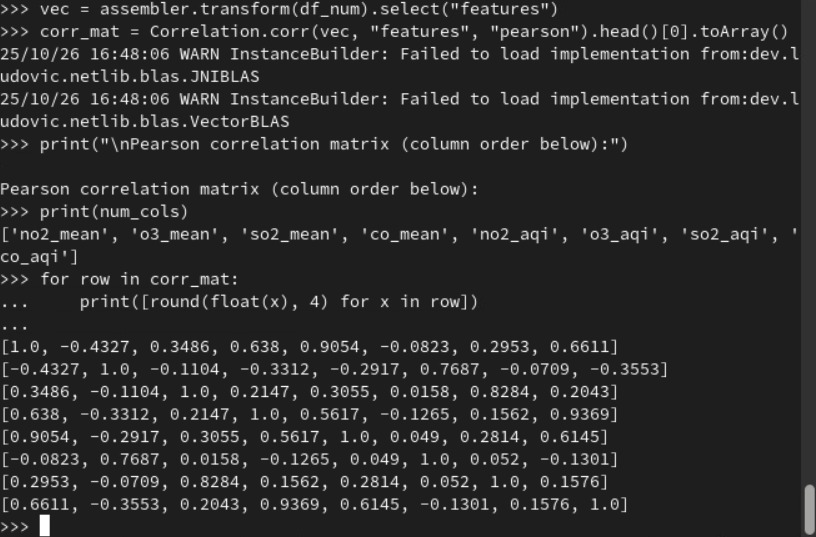 >>> vec = assembler.transform(df_num).select("features")
>>> corr_mat = Correlation.corr(vec, "features", "pearson").head()[0].toArray()
25/10/26 16:48:06 WARN InstanceBuilder: Failed to load implementation from:dev.l
udovic.netlib.blas.JNIBLAS
25/10/26 16:48:06 WARN InstanceBuilder: Failed to load implementation from:dev.l
udovic.netlib.blas.VectorBLAS
>>> print("\nPearson correlation matrix (column order below):")
Pearson correlation matrix (column order below):
>>> print(num_cols)
['no2_mean', 'o3_mean', 'so2_mean', 'co_mean', 'no2_aqi', 'o3_aqi', 'so2_aqi', '
co_aqi']
>>> for row in corr_mat:
...     print([round(float(x), 4) for x in row])
...
[1.0, -0.4327, 0.3486, 0.638, 0.9054, -0.0823, 0.2953, 0.6611]
[-0.4327, 1.0, -0.1104, -0.3312, -0.2917, 0.7687, -0.0709, -0.3553]
[0.3486, -0.1104, 1.0, 0.2147, 0.3055, 0.0158, 0.8284, 0.2043]
[0.638, -0.3312, 0.2147, 1.0, 0.5617, -0.1265, 0.1562, 0.9369]
[0.9054, -0.2917, 0.3055, 0.5617, 1.0, 0.049, 0.2814, 0.6145]
[-0.0823, 0.7687, 0.0158, -0.1265, 0.049, 1.0, 0.052, -0.1301]
[0.2953, -0.0709, 0.8284, 0.1562, 0.2814, 0.052, 1.0, 0.1576]
[0.6611, -0.3553, 0.2043, 0.9369, 0.6145, -0.1301, 0.1576, 1.0]
>>>